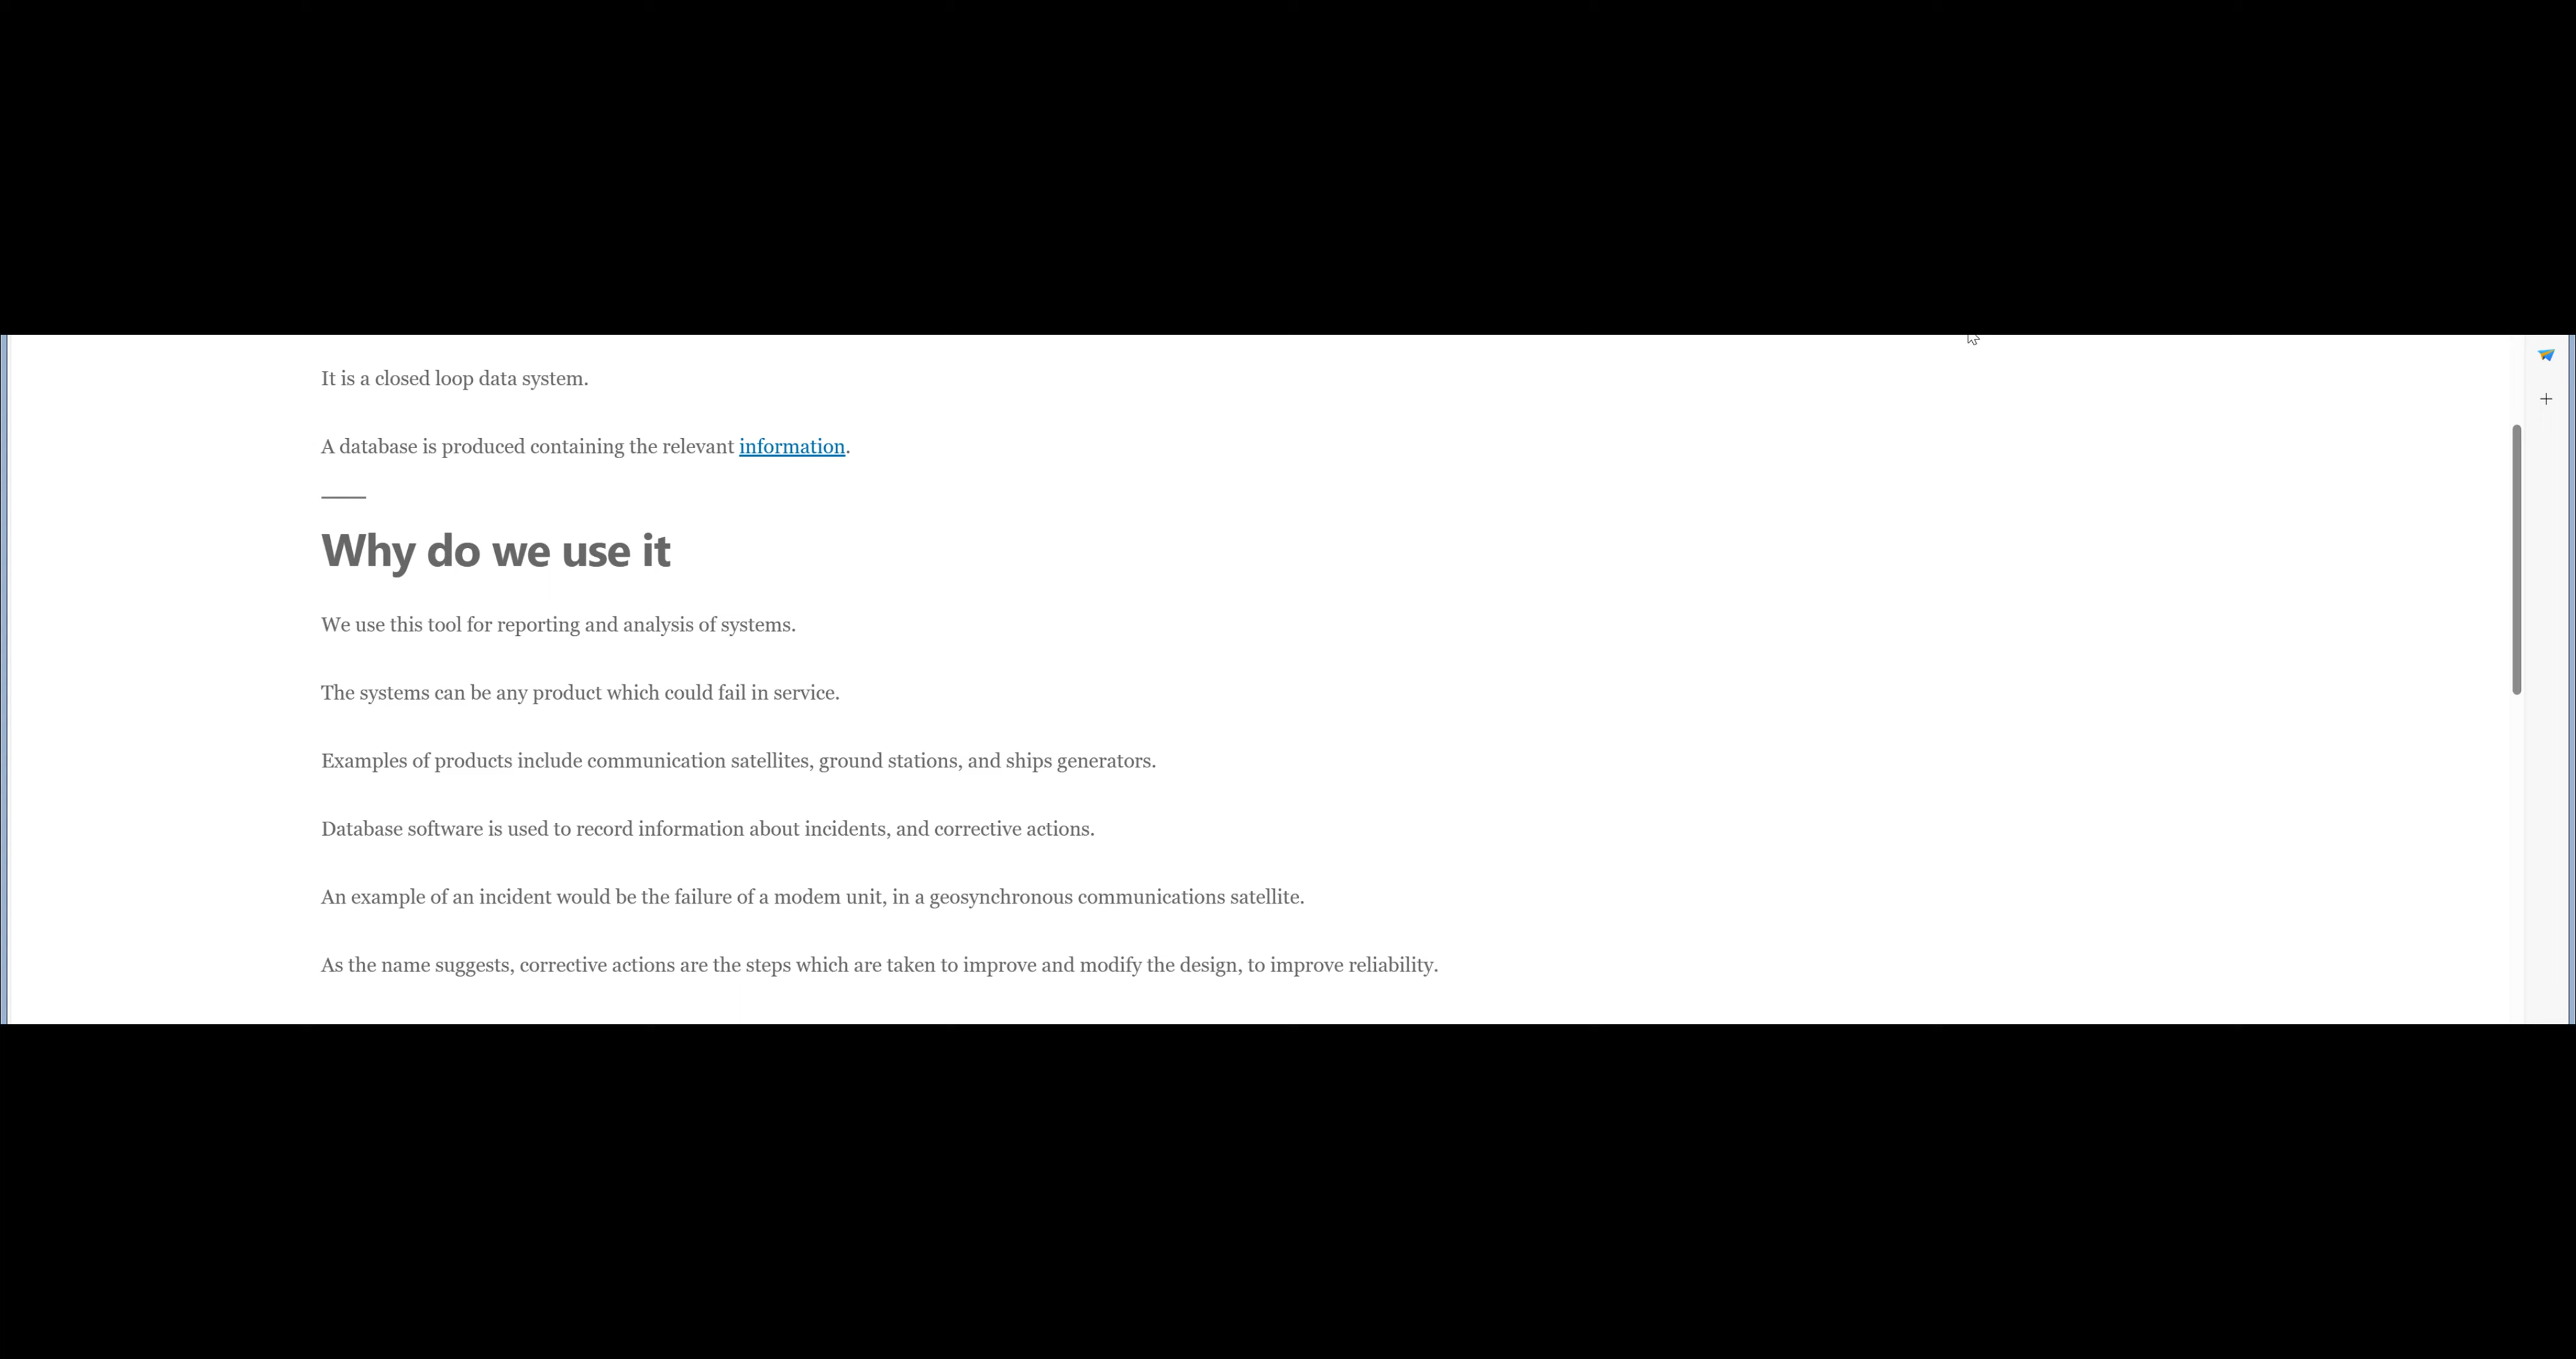 It is a closed loop data system.
A database is produced containing the relevant information.
Why do we use it
We use this tool for reporting and analysis of systems.
The systems can be any product which could fail in service.
Examples of products include communication satellites, ground stations, and ships generators.
Database software is used to record information about incidents, and corrective actions.
An example of an incident would be the failure of a modem unit, in a geosynchronous communications satellite.
As the name suggests, corrective actions are the steps which are taken to improve and modify the design, to improve reliability.